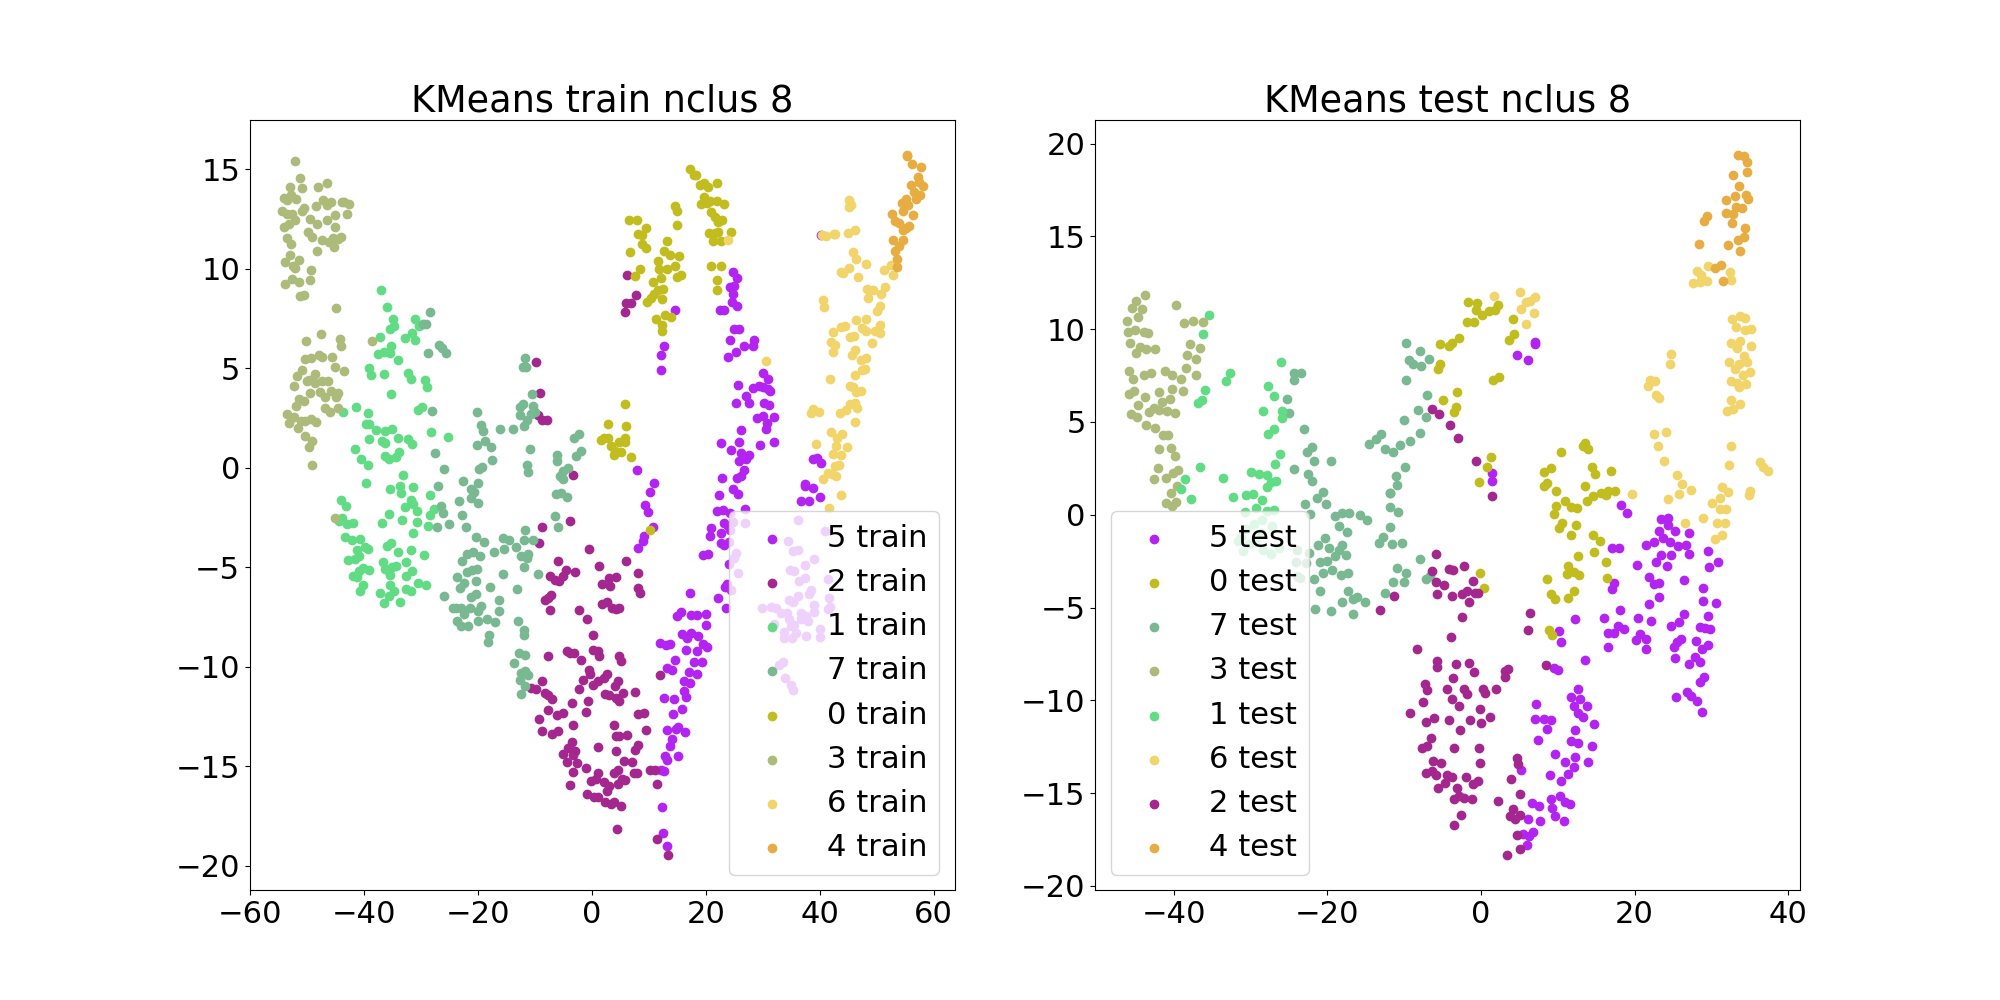 KMeans train nclus 8
15
10
5
0
−5
−10
−15
−20
−60 −40 −20 0 20 40 60
5 train
2 train
1 train
7 train
0 train
3 train
6 train
4 train
KMeans test nclus 8
20
15
10
5
0
−5
−10
−15
−20
−40 −20 0 20 40
5 test
0 test
7 test
3 test
1 test
6 test
2 test
4 test